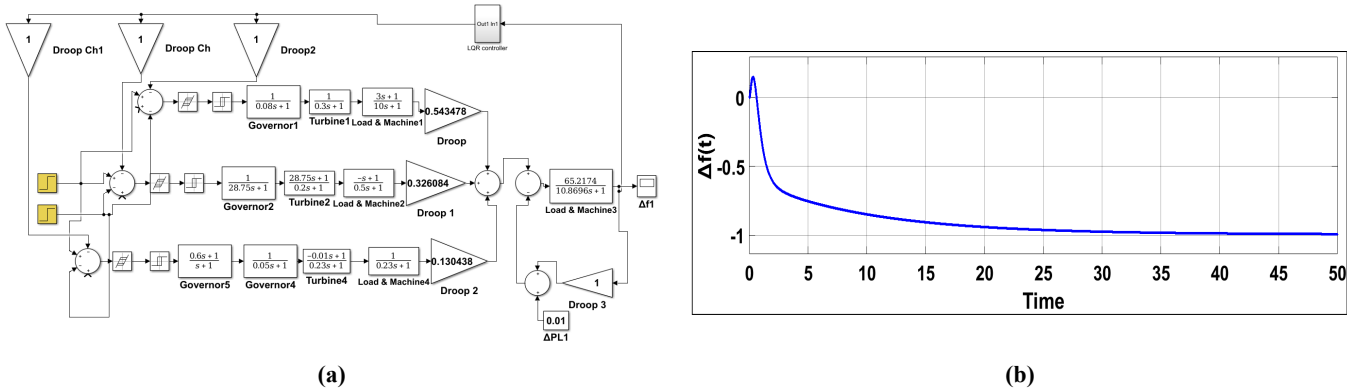 Out1 In1
LQR controller
1
Droop Ch1
1
Droop Ch
1
Droop2
1
0.08s + 1
Governor1
1
0.3s + 1
Turbine1
3s + 1
10s + 1
Load & Machine1
0.543478
Droop
1
28.75s + 1
Governor2
28.75s + 1
0.2s + 1
Turbine2
−s + 1
0.5s + 1
Load & Machine2
0.326084
Droop 1
65.2174
10.8696s + 1
Load & Machine3
Δf1
0.6s + 1
s + 1
Governor5
1
0.05s + 1
Governor4
−0.01s + 1
0.23s + 1
Turbine4
1
0.23s + 1
Load & Machine4
0.130438
Droop 2
1
Droop 3
0.01
ΔPL1
(a)
Δf(t)
0
-0.5
-1
0 5 10 15 20 25 30 35 40 45 50
Time
(b)